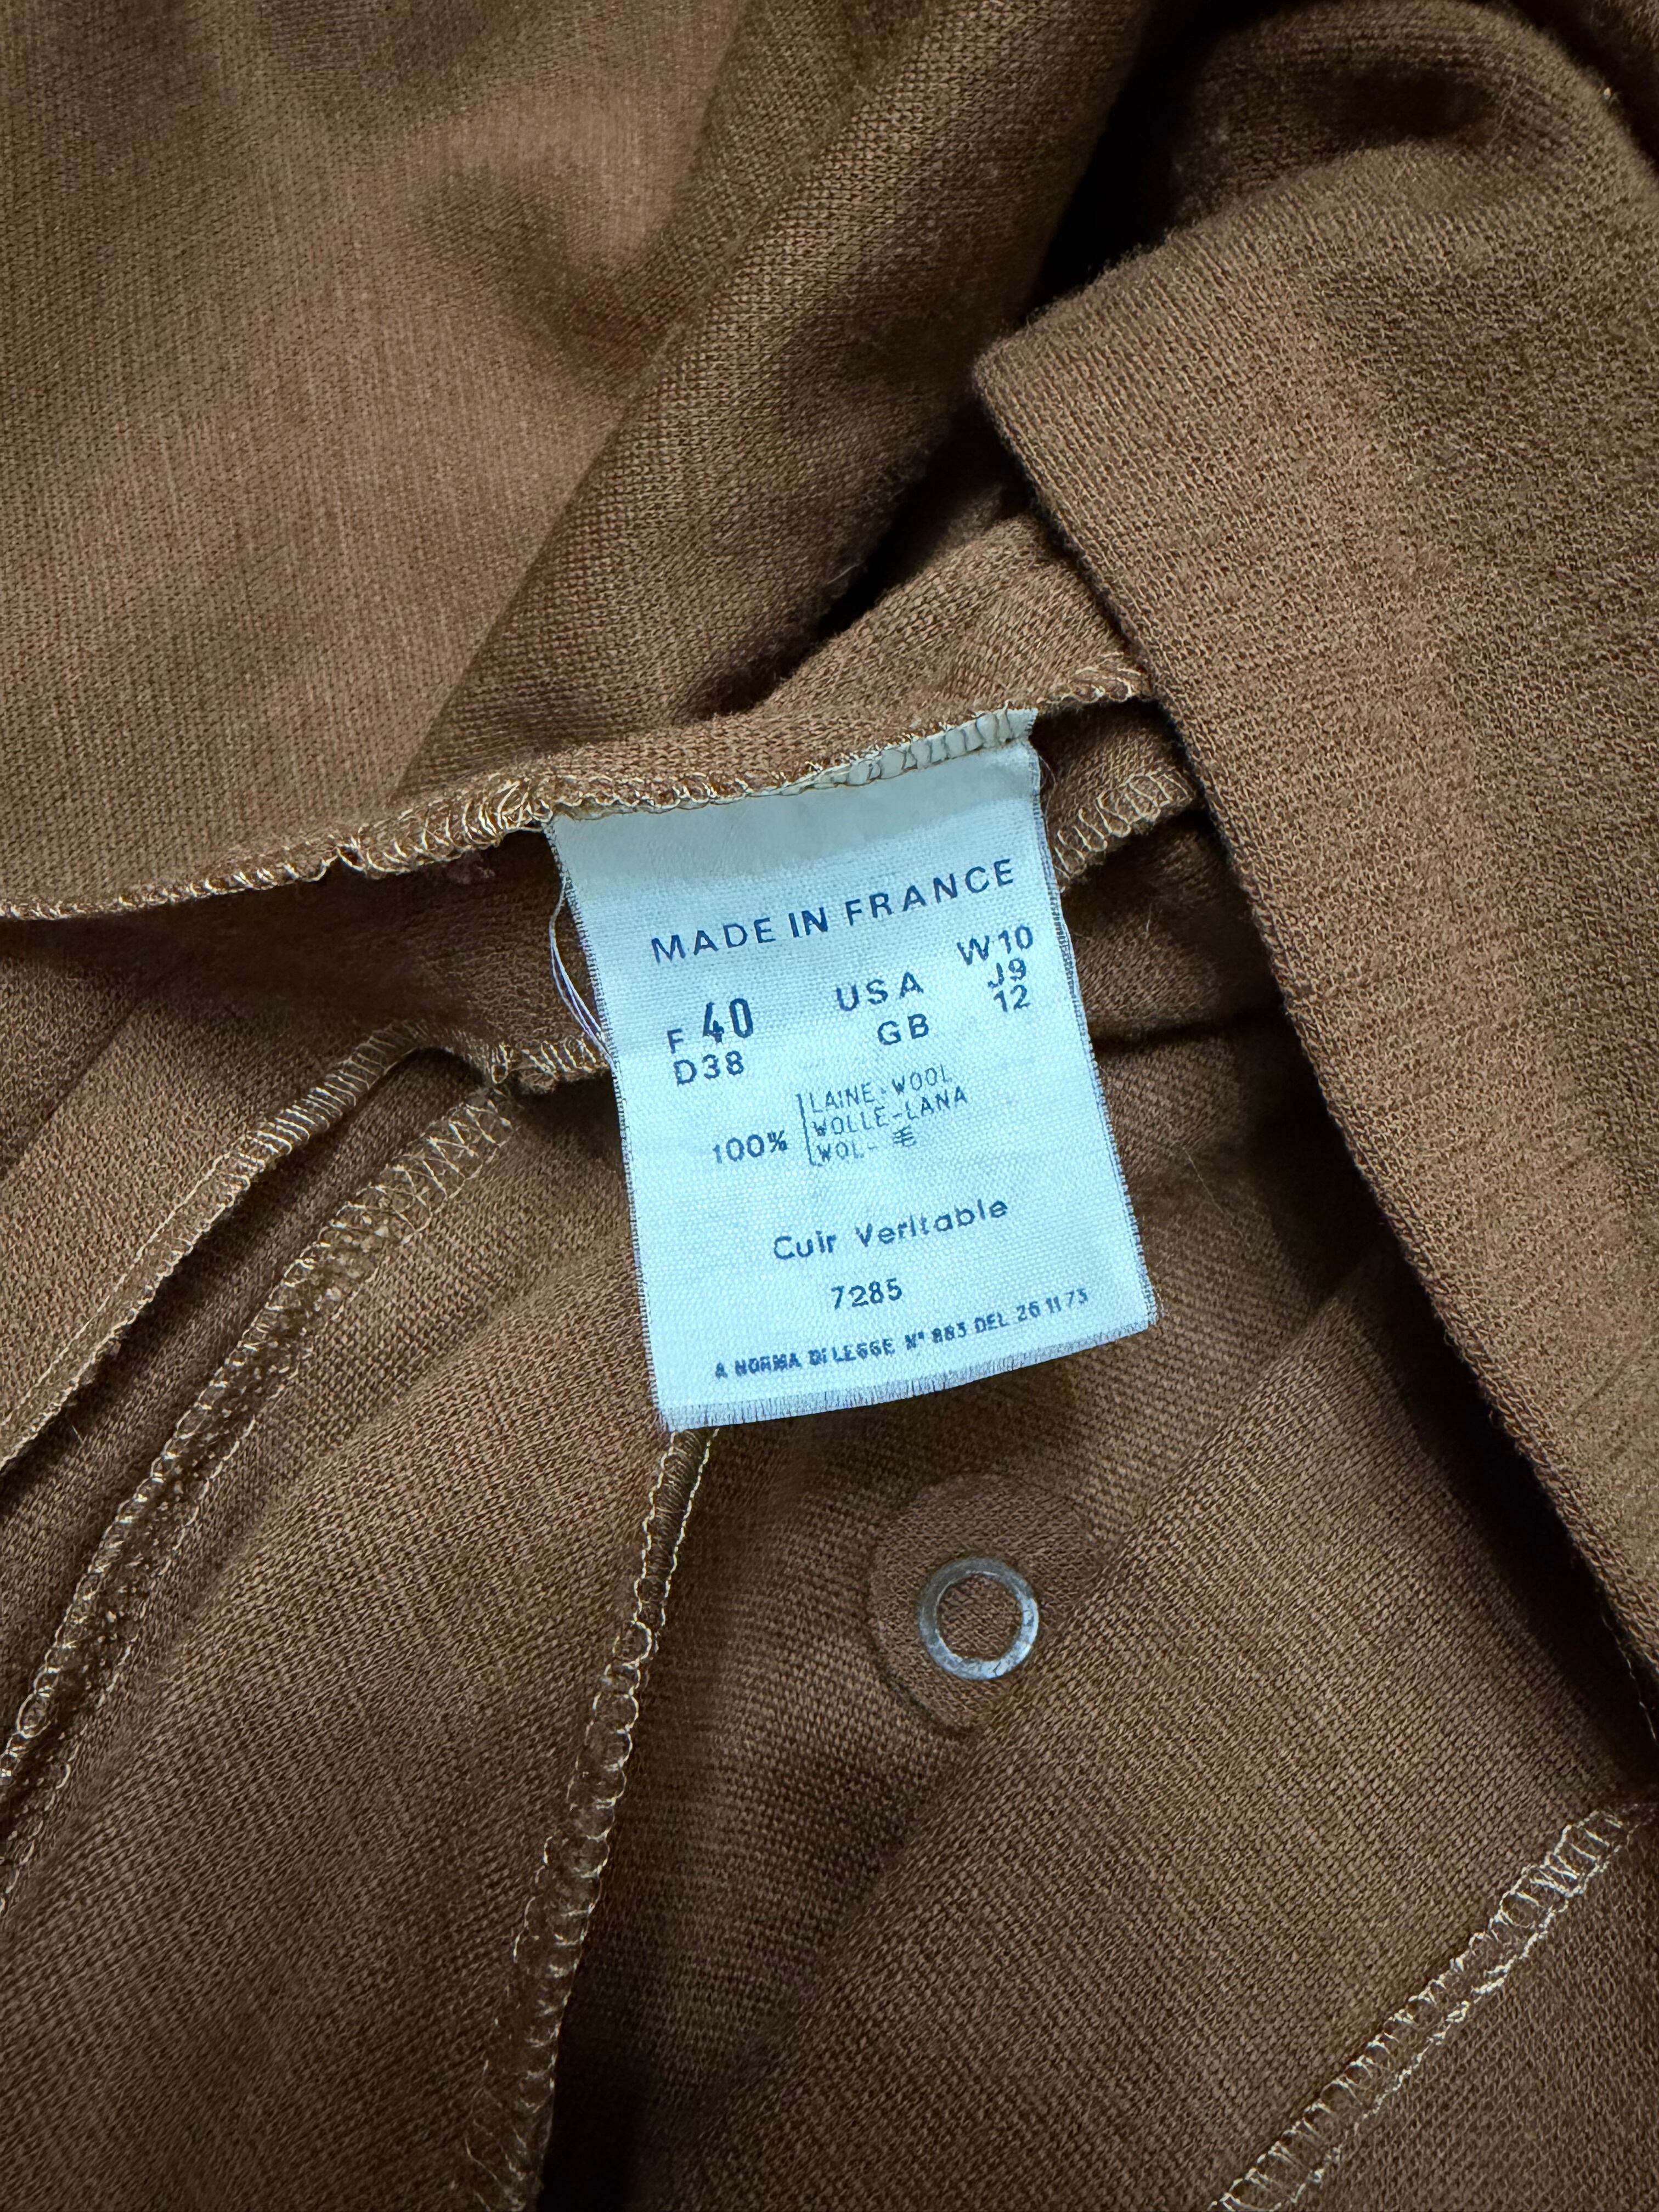 MADE IN FRANCE
F 40 USA W10
J9
D38 GB 12
100% LAINE-WOOL
WOLLE-LANA
WOL-毛
Cuir Veritable
7285
A NORMA DI LEGGE N° 883 DEL 26 11 73